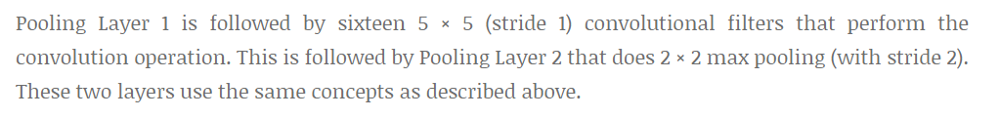 Pooling Layer 1 is followed by sixteen 5 × 5 (stride 1) convolutional filters that perform the
convolution operation. This is followed by Pooling Layer 2 that does 2 × 2 max pooling (with stride 2).
These two layers use the same concepts as described above.